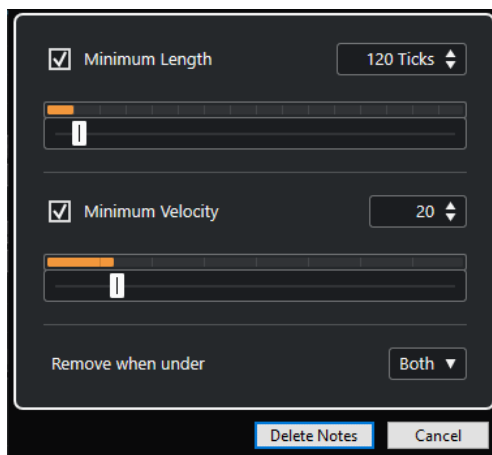 Minimum Length 120 Ticks
Minimum Velocity 20
Remove when under Both
Delete Notes Cancel